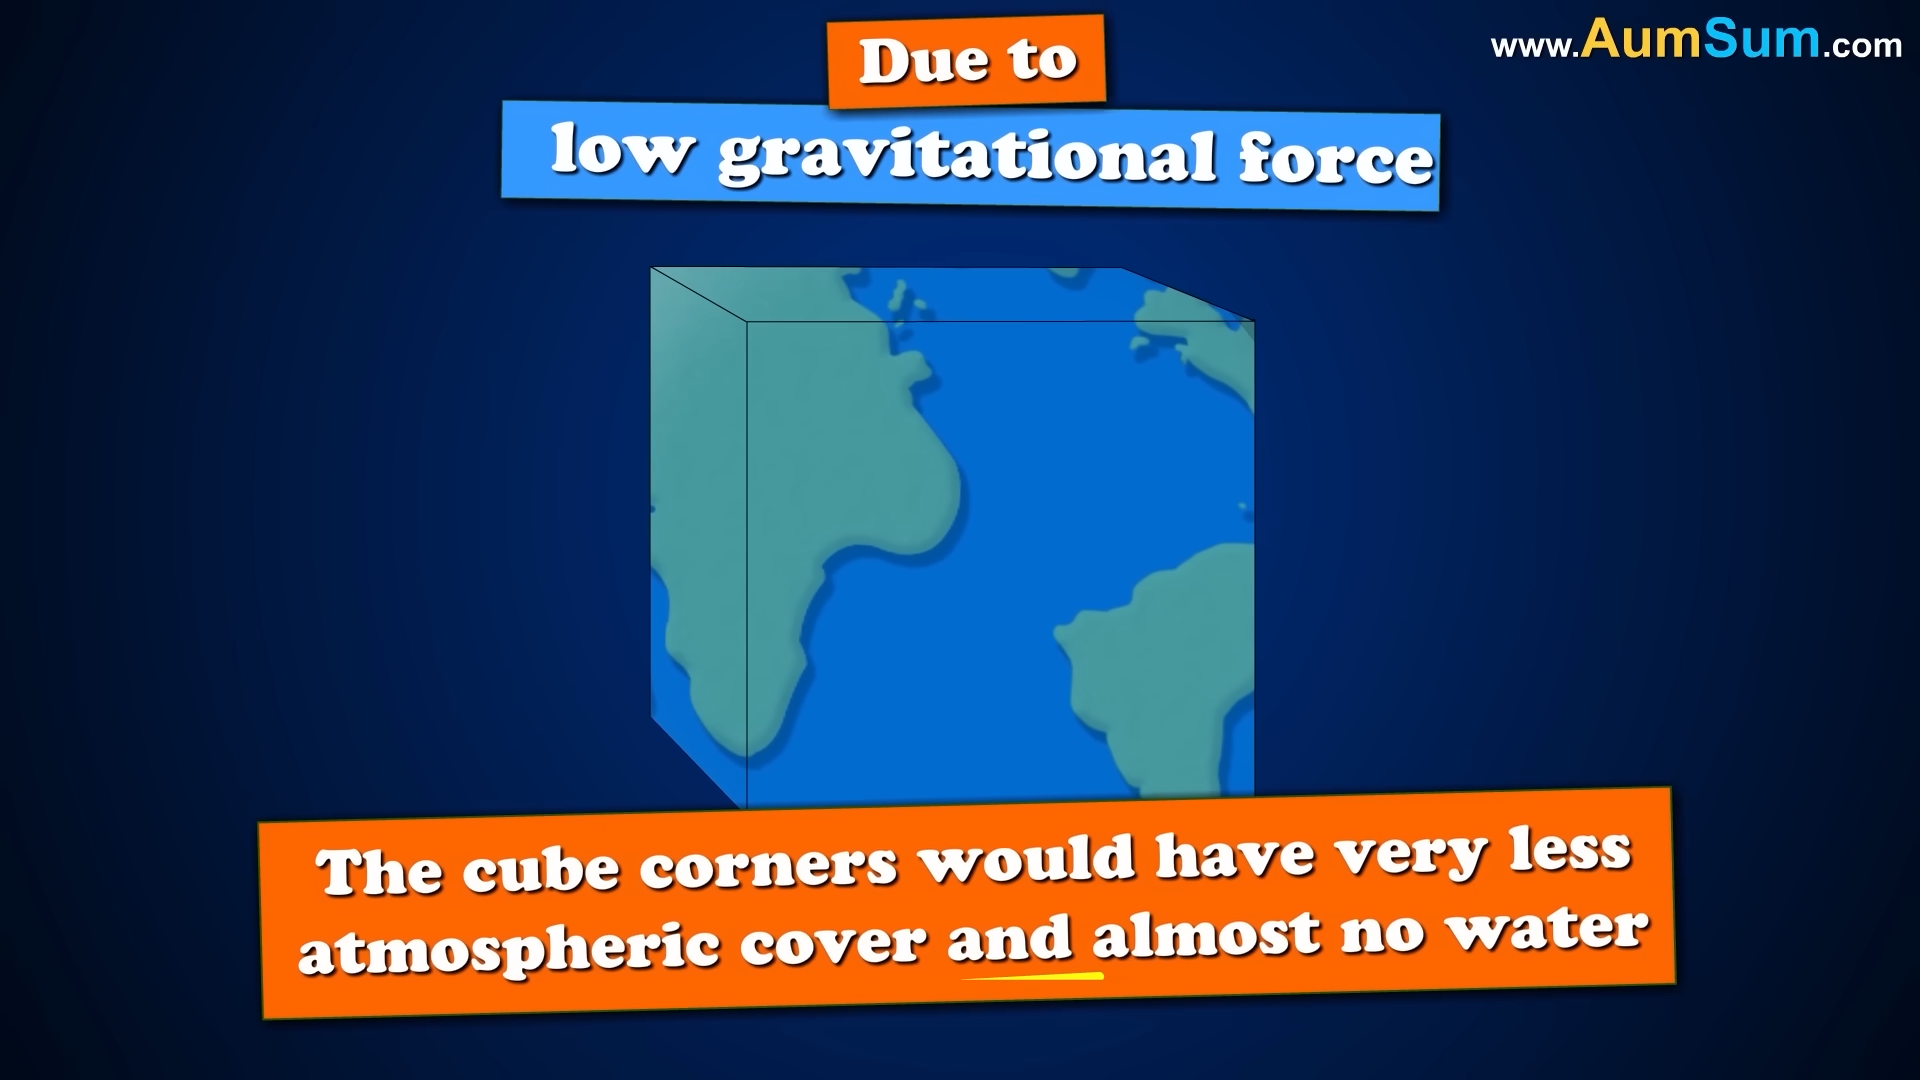 www.AumSum.com
Due to
low gravitational force
The cube corners would have very less
atmospheric cover and almost no water